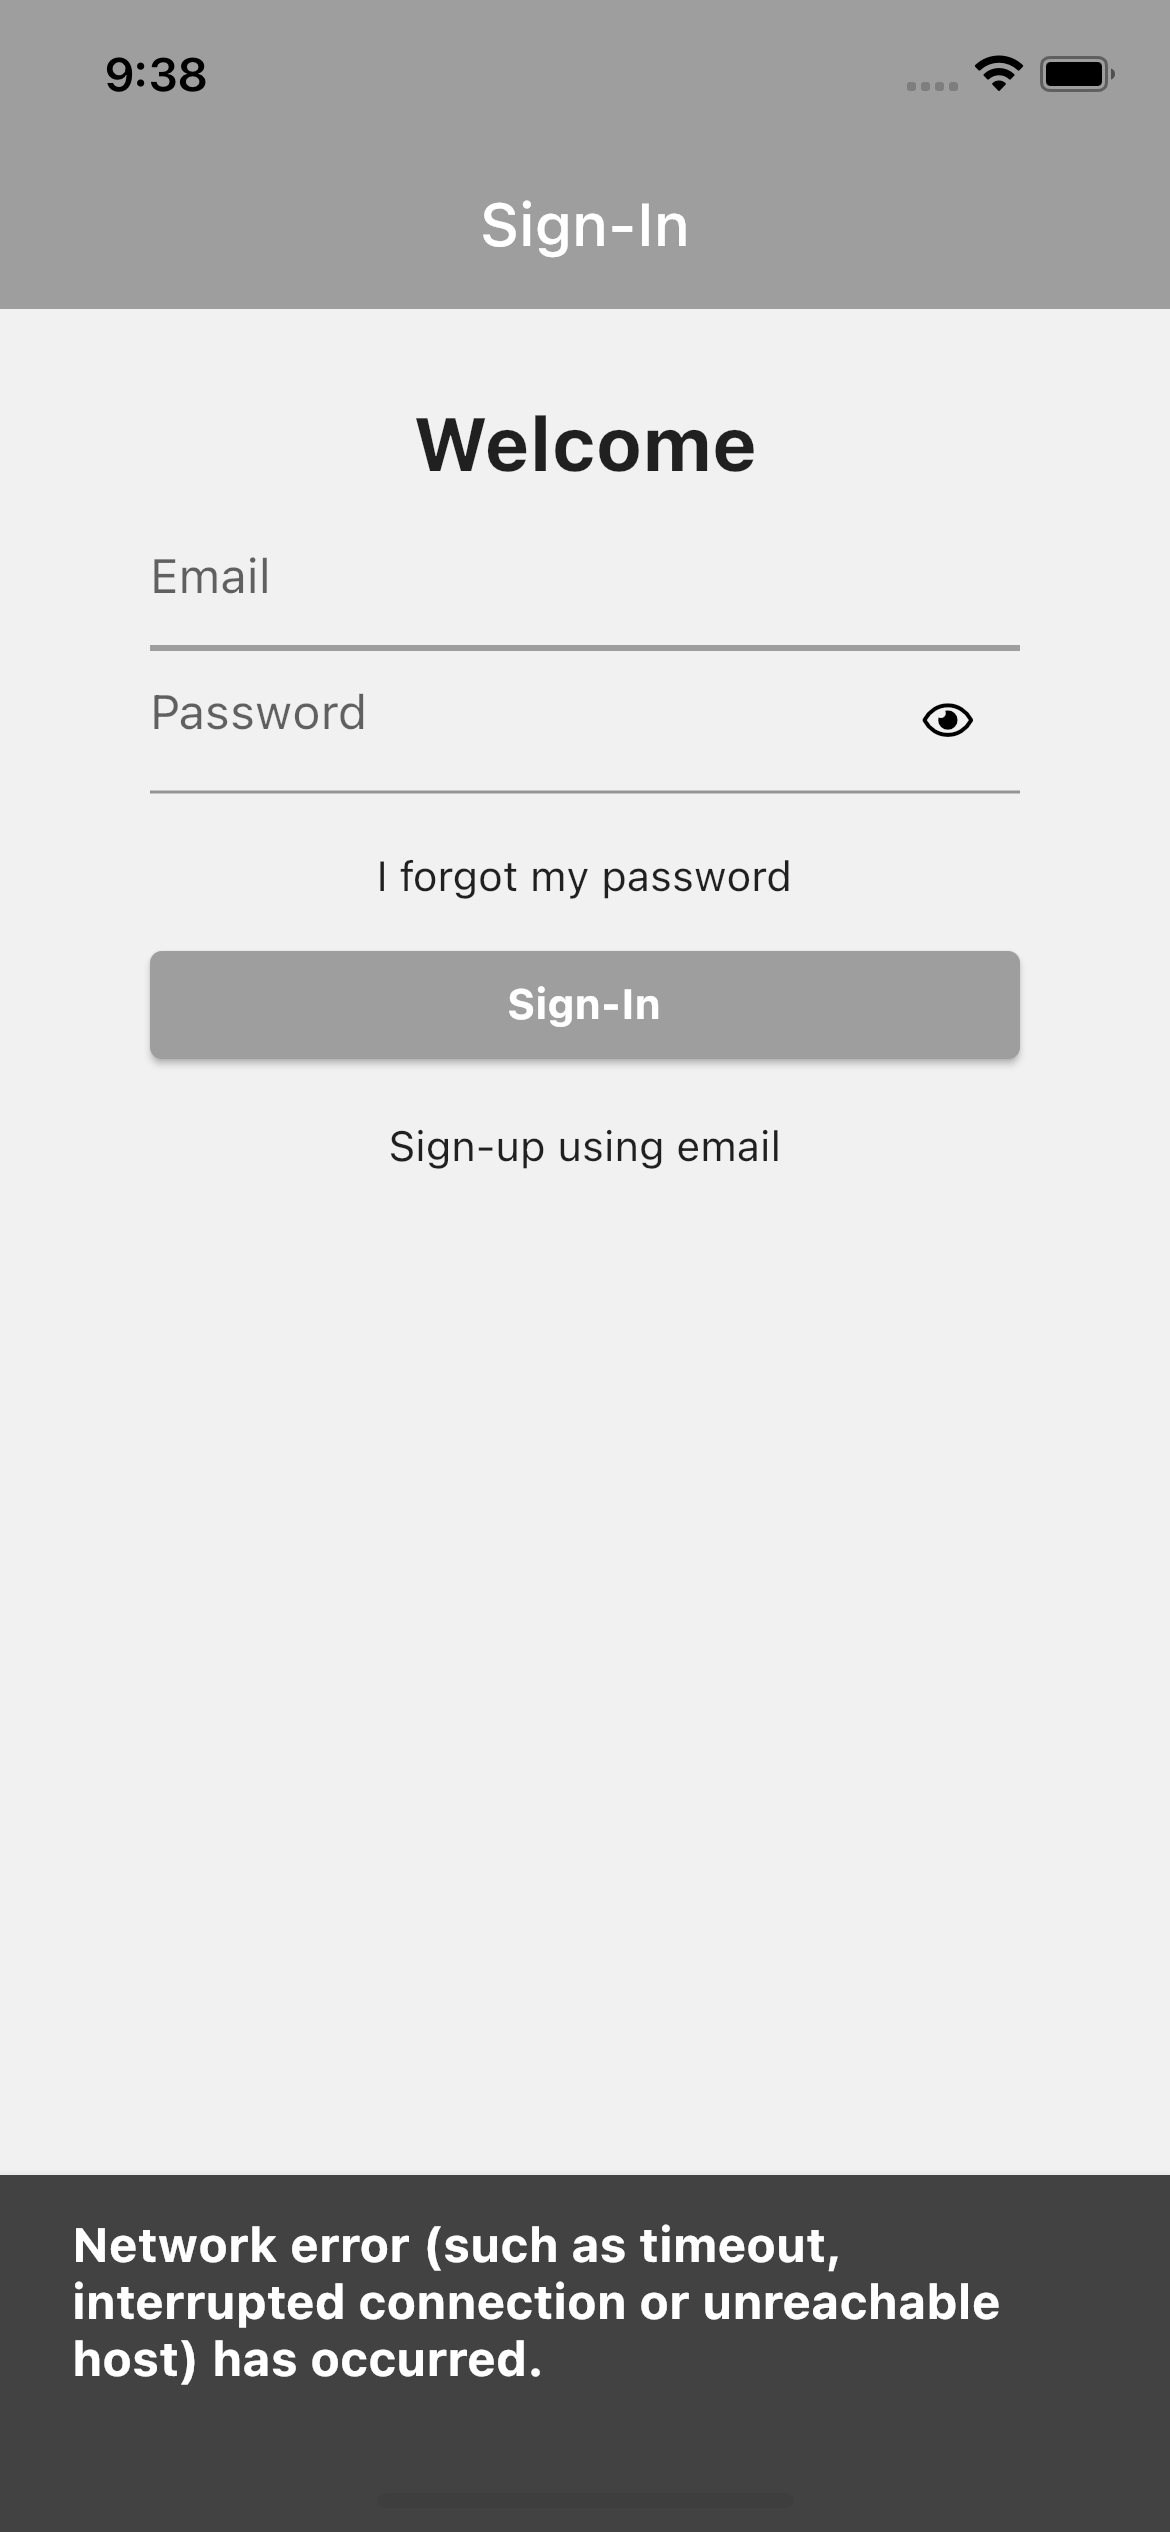 9:38
Sign-In
Welcome
Email
Password
I forgot my password
Sign-In
Sign-up using email
Network error (such as timeout,
interrupted connection or unreachable
host) has occurred.